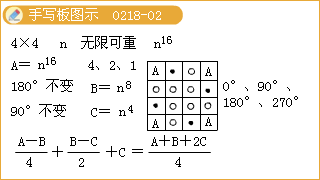 手写板图示 0218-02
4×4 n 无限可重 n¹⁶
A= n¹⁶ 4、2、1
180° 不变 B= n⁸
90° 不变 C= n⁴
A A
A A
0°、90°、
180°、270°
(A-B)/4 + (B-C)/2 + C = (A+B+2C)/4